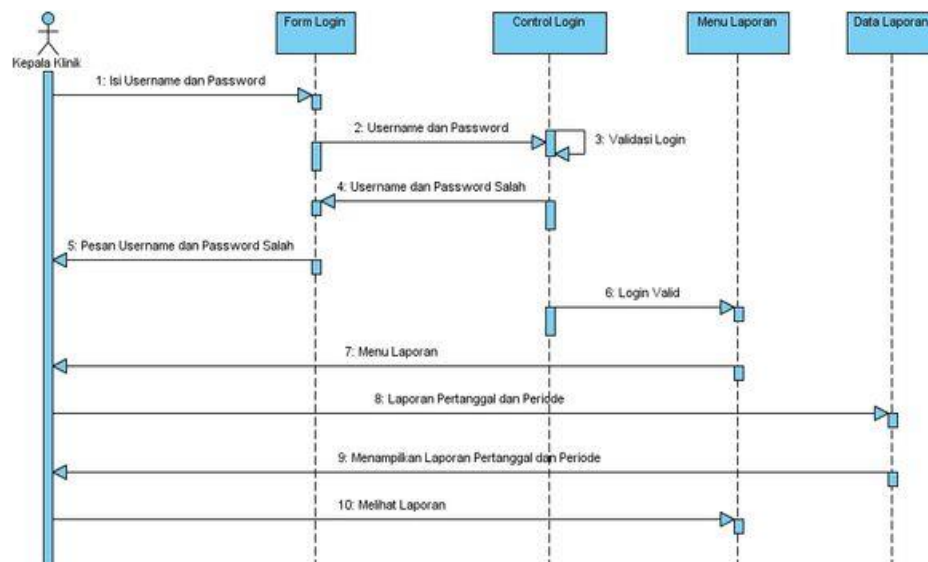 Form Login
Control Login
Menu Laporan
Data Laporan
Kepala Klinik
1: Isi Username dan Password
2: Username dan Password
3: Validasi Login
4: Username dan Password Salah
5: Pesan Username dan Password Salah
6: Login Valid
7: Menu Laporan
8: Laporan Pertanggal dan Periode
9: Menampilkan Laporan Pertanggal dan Periode
10: Melihat Laporan